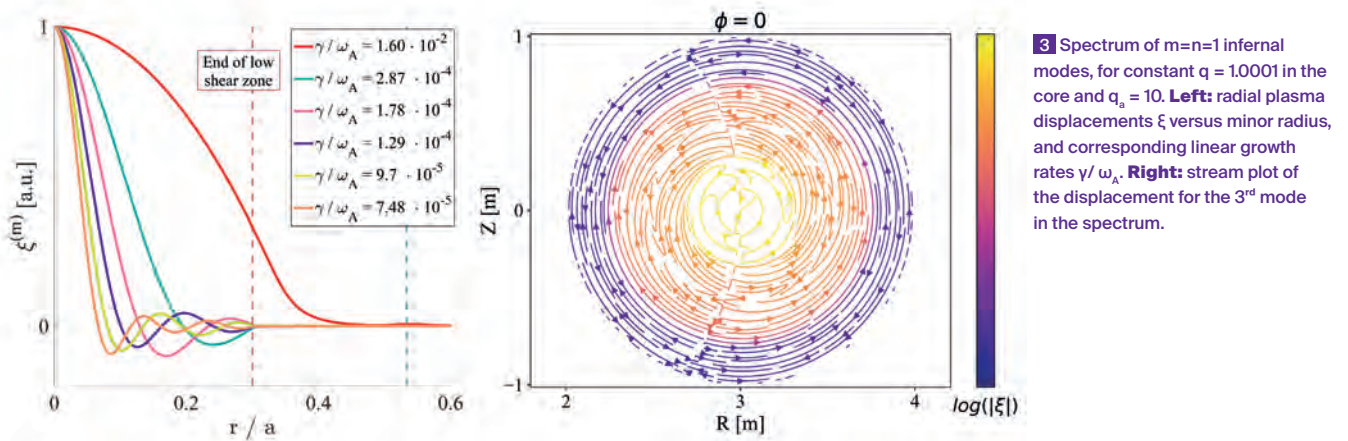 1
ξ^(m) [a.u.]
0
0
0.2
0.4
0.6
r / a
End of low
shear zone
γ / ω_A = 1.60 · 10^-2
γ / ω_A = 2.87 · 10^-4
γ / ω_A = 1.78 · 10^-4
γ / ω_A = 1.29 · 10^-4
γ / ω_A = 9.7 · 10^-5
γ / ω_A = 7.48 · 10^-5
ϕ = 0
1
Z [m]
0
−1
2
3
4
R [m]
log(|ξ|)
3 Spectrum of m=n=1 infernal
modes, for constant q = 1.0001 in the
core and q_a = 10. Left: radial plasma
displacements ξ versus minor radius,
and corresponding linear growth
rates γ/ ω_A. Right: stream plot of
the displacement for the 3rd mode
in the spectrum.